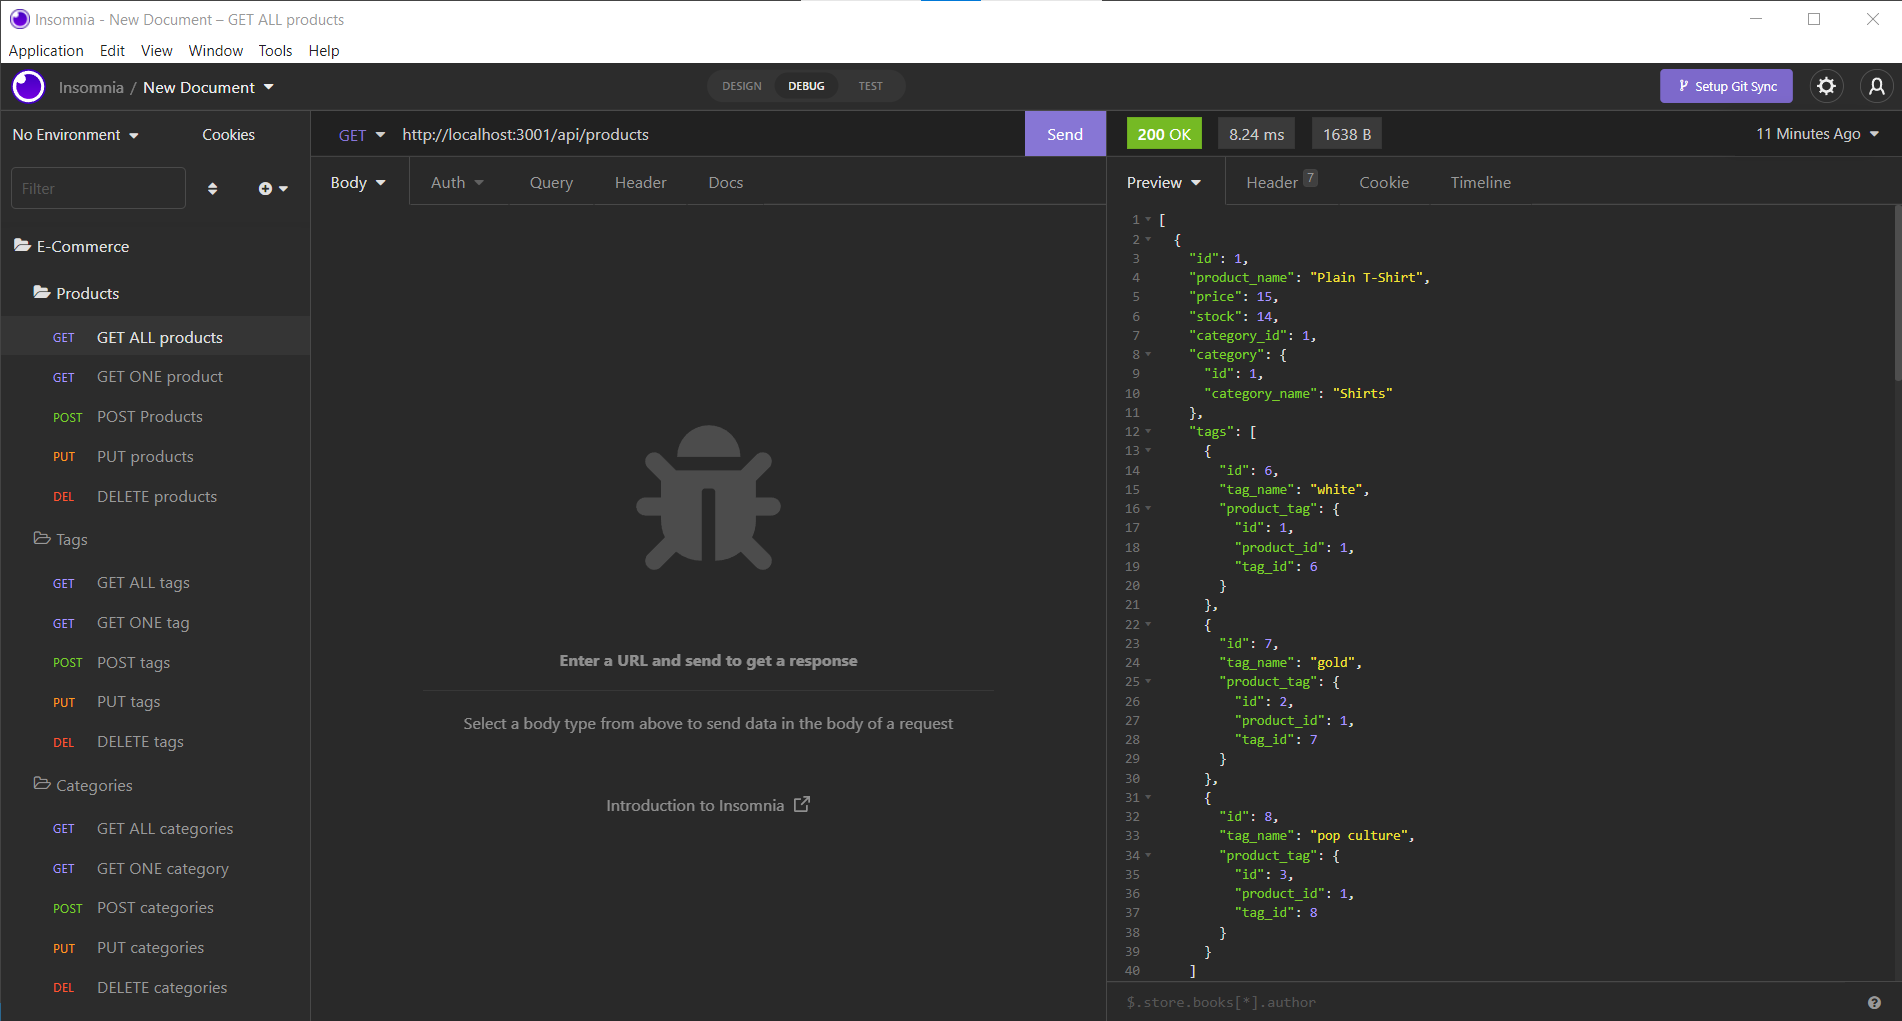 Insomnia - New Document – GET ALL products
Application Edit View Window Tools Help
Insomnia / New Document
DESIGN DEBUG TEST
Setup Git Sync
No Environment
Cookies
Filter
E-Commerce
Products
GET GET ALL products
GET GET ONE product
POST POST Products
PUT PUT products
DEL DELETE products
Tags
GET GET ALL tags
GET GET ONE tag
POST POST tags
PUT PUT tags
DEL DELETE tags
Categories
GET GET ALL categories
GET GET ONE category
POST POST categories
PUT PUT categories
DEL DELETE categories
GET http://localhost:3001/api/products Send
Body Auth Query Header Docs
Enter a URL and send to get a response
Select a body type from above to send data in the body of a request
Introduction to Insomnia
200 OK 8.24 ms 1638 B 11 Minutes Ago
Preview Header 7 Cookie Timeline
1 [
2 {
3 "id": 1,
4 "product_name": "Plain T-Shirt",
5 "price": 15,
6 "stock": 14,
7 "category_id": 1,
8 "category": {
9 "id": 1,
10 "category_name": "Shirts"
11 },
12 "tags": [
13 {
14 "id": 6,
15 "tag_name": "white",
16 "product_tag": {
17 "id": 1,
18 "product_id": 1,
19 "tag_id": 6
20 }
21 },
22 {
23 "id": 7,
24 "tag_name": "gold",
25 "product_tag": {
26 "id": 2,
27 "product_id": 1,
28 "tag_id": 7
29 }
30 },
31 {
32 "id": 8,
33 "tag_name": "pop culture",
34 "product_tag": {
35 "id": 3,
36 "product_id": 1,
37 "tag_id": 8
38 }
39 }
40 ]
$.store.books[*].author